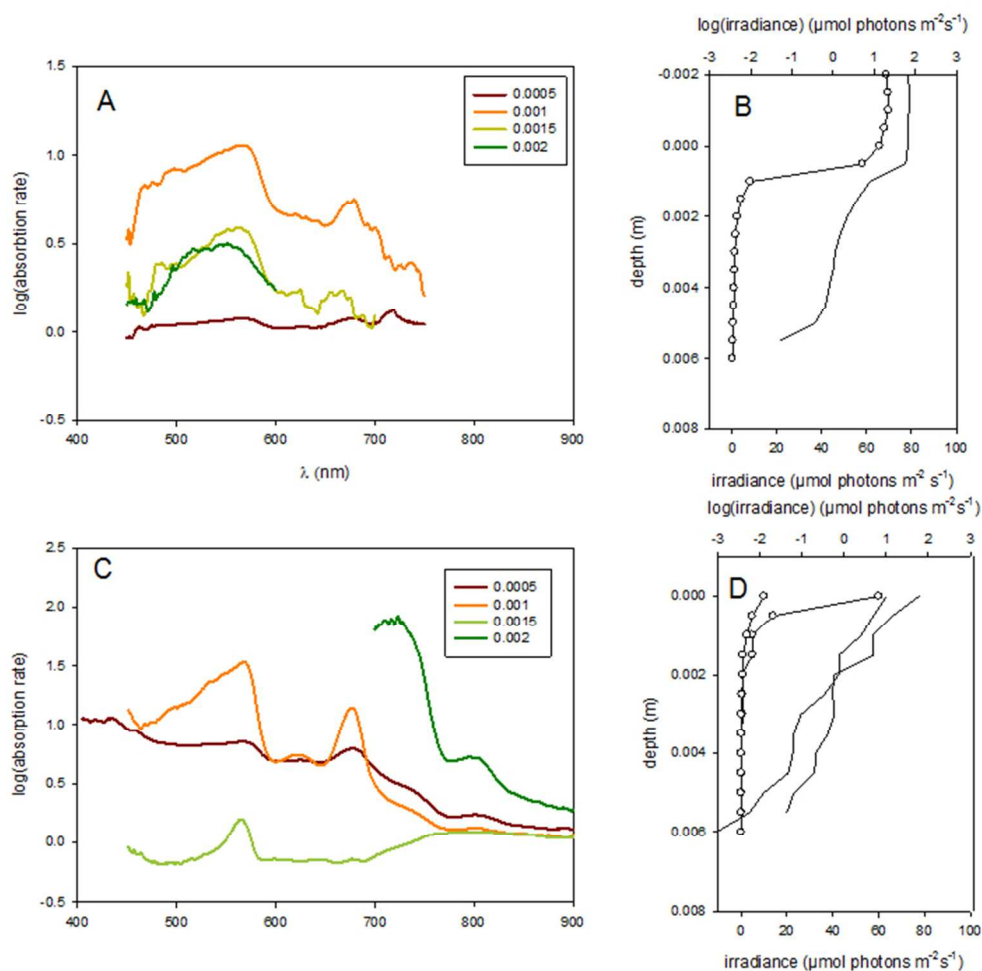 A
0.0005
0.001
0.0015
0.002
1.5
1.0
0.5
0.0
-0.5
log(absorbtion rate)
400 500 600 700 800 900
λ (nm)
log(irradiance) (µmol photons m⁻²s⁻¹)
-3 -2 -1 0 1 2 3
B
-0.002
0.000
0.002
0.004
0.006
0.008
depth (m)
0 20 40 60 80 100
irradiance (µmol photons m⁻² s⁻¹)
C
0.0005
0.001
0.0015
0.002
2.5
2.0
1.5
1.0
0.5
0.0
-0.5
log(absorption rate)
400 500 600 700 800 900
log(irradiance) (µmol photons m⁻²s⁻¹)
-3 -2 -1 0 1 2 3
D
0.000
0.002
0.004
0.006
0.008
depth (m)
0 20 40 60 80 100
irradiance (µmol photons m⁻² s⁻¹)